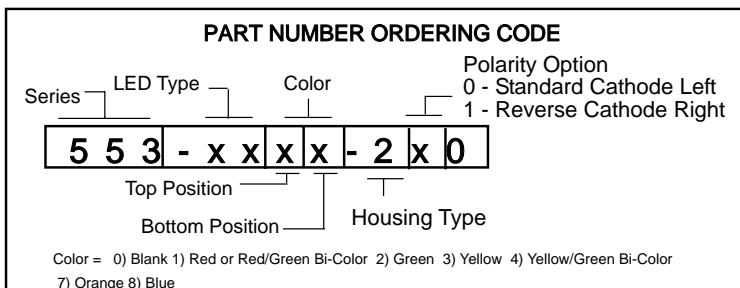 PART NUMBER ORDERING CODE
Polarity Option
0 - Standard Cathode Left
1 - Reverse Cathode Right
Series
LED Type
Color
5 5 3 - x x x x - 2 x 0
Top Position
Bottom Position
Housing Type
Color = 0) Blank 1) Red or Red/Green Bi-Color 2) Green 3) Yellow 4) Yellow/Green Bi-Color
7) Orange 8) Blue